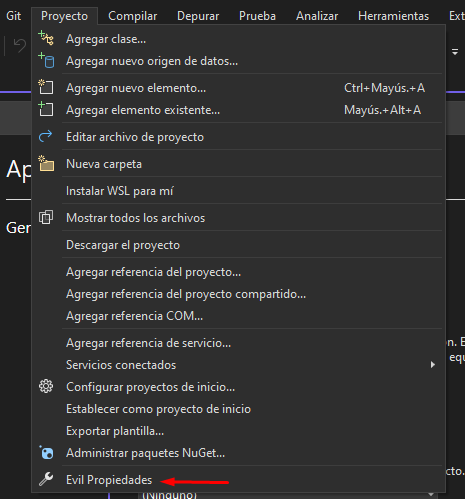 Git Proyecto Compilar Depurar Prueba Analizar Herramientas Ext
Agregar clase...
Agregar nuevo origen de datos...
Agregar nuevo elemento... Ctrl+Mayús.+A
Agregar elemento existente... Mayús.+Alt+A
Editar archivo de proyecto
Nueva carpeta
Ap
Instalar WSL para mí
Mostrar todos los archivos
Ger
Descargar el proyecto
Agregar referencia del proyecto...
Agregar referencia del proyecto compartido...
Agregar referencia COM...
Agregar referencia de servicio...
ón. E
Servicios conectados
equ
Configurar proyectos de inicio...
Establecer como proyecto de inicio
Exportar plantilla...
Administrar paquetes NuGet...
ecto.
Evil Propiedades
(Ninguno)